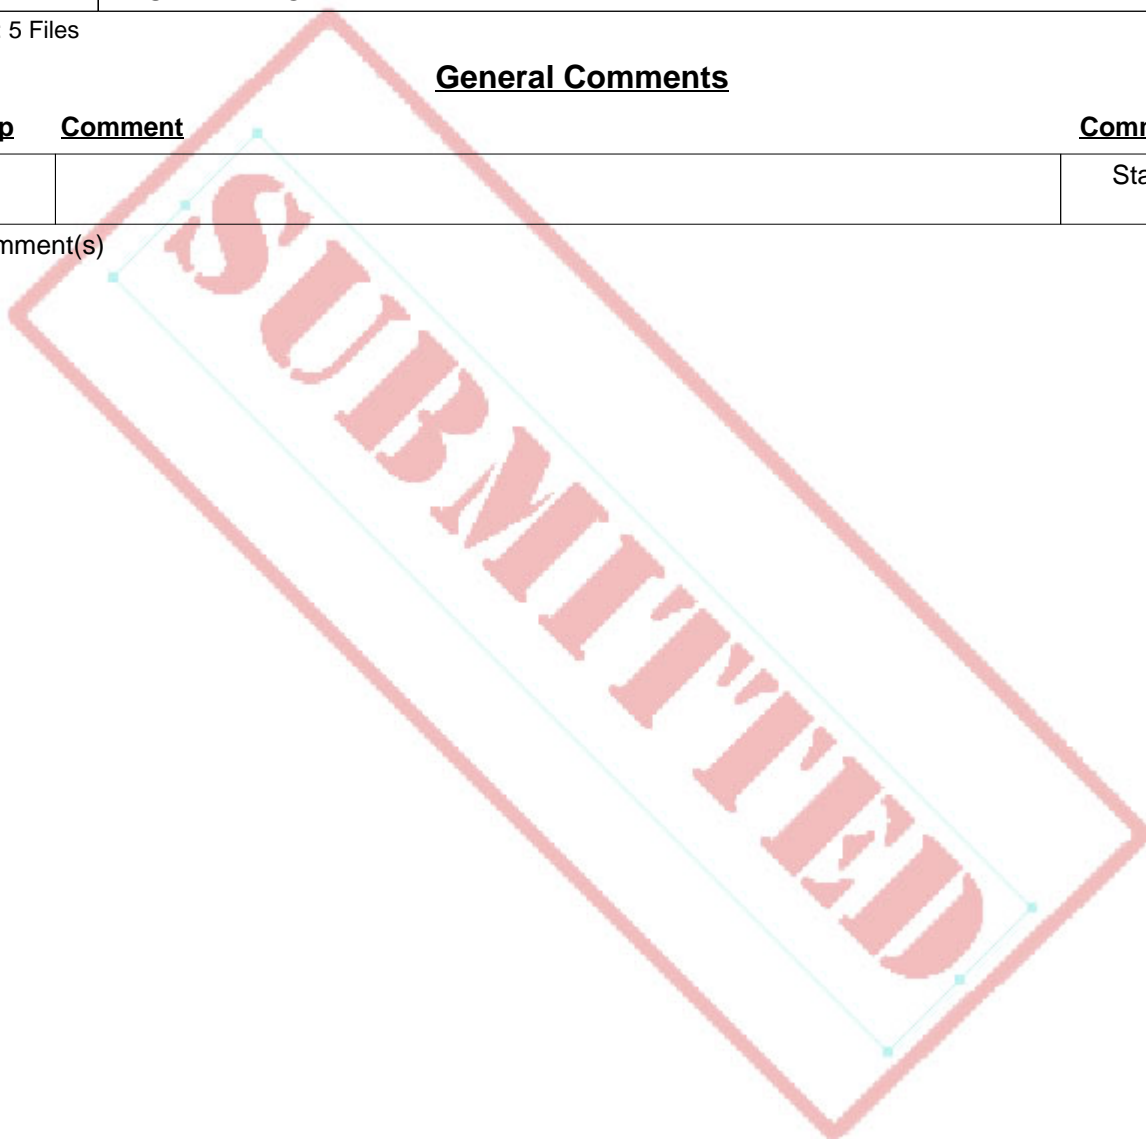 : 5 Files
General Comments
p Comment Comm
Sta
mment(s)
SUBMITTED